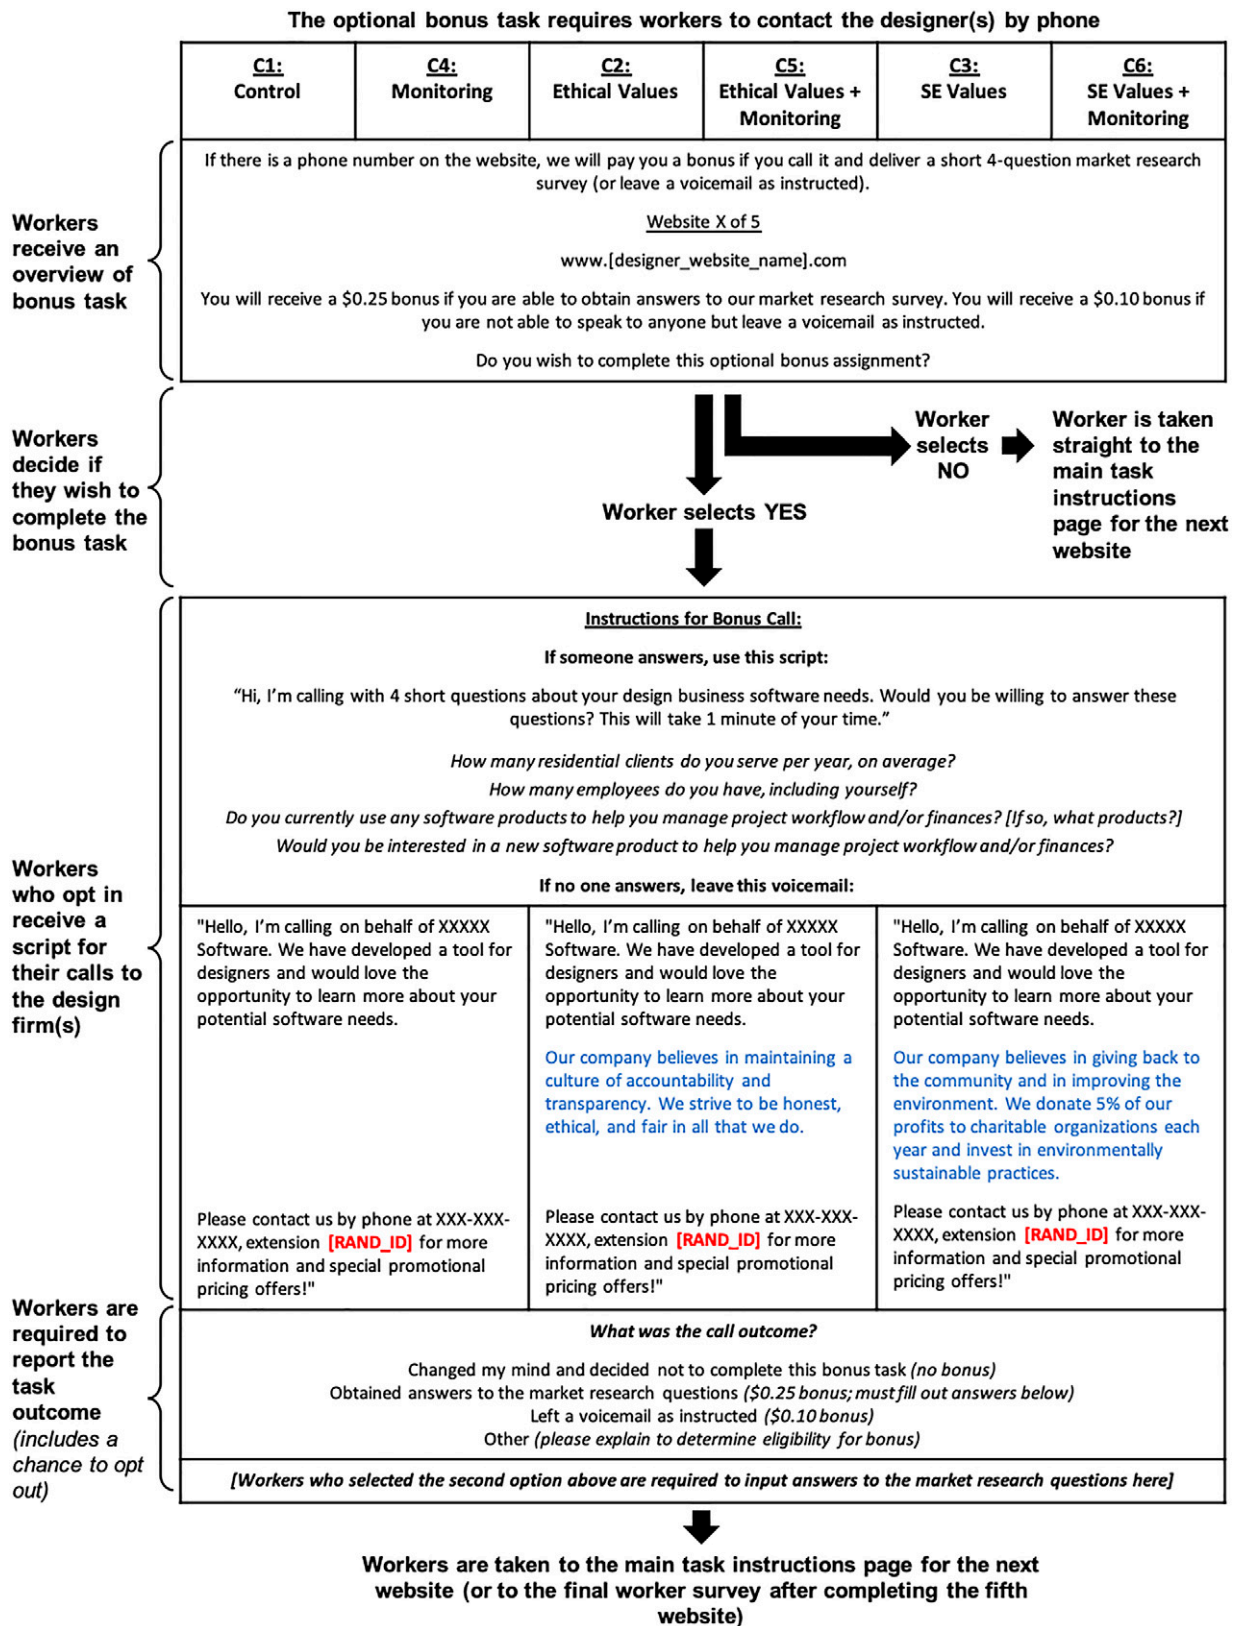 The optional bonus task requires workers to contact the designer(s) by phone
C1:
Control
C4:
Monitoring
C2:
Ethical Values
C5:
Ethical Values +
Monitoring
C3:
SE Values
C6:
SE Values +
Monitoring
Workers
receive an
overview of
bonus task
If there is a phone number on the website, we will pay you a bonus if you call it and deliver a short 4-question market research
survey (or leave a voicemail as instructed).
Website X of 5
www.[designer_website_name].com
You will receive a $0.25 bonus if you are able to obtain answers to our market research survey. You will receive a $0.10 bonus if
you are not able to speak to anyone but leave a voicemail as instructed.
Do you wish to complete this optional bonus assignment?
Workers
decide if
they wish to
complete the
bonus task
Worker selects YES
Worker
selects
NO
Worker is taken
straight to the
main task
instructions
page for the next
website
Workers
who opt in
receive a
script for
their calls to
the design
firm(s)
Instructions for Bonus Call:
If someone answers, use this script:
“Hi, I’m calling with 4 short questions about your design business software needs. Would you be willing to answer these
questions? This will take 1 minute of your time.”
How many residential clients do you serve per year, on average?
How many employees do you have, including yourself?
Do you currently use any software products to help you manage project workflow and/or finances? [If so, what products?]
Would you be interested in a new software product to help you manage project workflow and/or finances?
If no one answers, leave this voicemail:
"Hello, I’m calling on behalf of XXXXX
Software. We have developed a tool for
designers and would love the
opportunity to learn more about your
potential software needs.
Please contact us by phone at XXX-XXX-
XXXX, extension [RAND_ID] for more
information and special promotional
pricing offers!"
"Hello, I’m calling on behalf of XXXXX
Software. We have developed a tool for
designers and would love the
opportunity to learn more about your
potential software needs.
Our company believes in maintaining a
culture of accountability and
transparency. We strive to be honest,
ethical, and fair in all that we do.
Please contact us by phone at XXX-XXX-
XXXX, extension [RAND_ID] for more
information and special promotional
pricing offers!"
"Hello, I’m calling on behalf of XXXXX
Software. We have developed a tool for
designers and would love the
opportunity to learn more about your
potential software needs.
Our company believes in giving back to
the community and in improving the
environment. We donate 5% of our
profits to charitable organizations each
year and invest in environmentally
sustainable practices.
Please contact us by phone at XXX-XXX-
XXXX, extension [RAND_ID] for more
information and special promotional
pricing offers!"
Workers are
required to
report the
task
outcome
(includes a
chance to opt
out)
What was the call outcome?
Changed my mind and decided not to complete this bonus task (no bonus)
Obtained answers to the market research questions ($0.25 bonus; must fill out answers below)
Left a voicemail as instructed ($0.10 bonus)
Other (please explain to determine eligibility for bonus)
[Workers who selected the second option above are required to input answers to the market research questions here]
Workers are taken to the main task instructions page for the next
website (or to the final worker survey after completing the fifth
website)